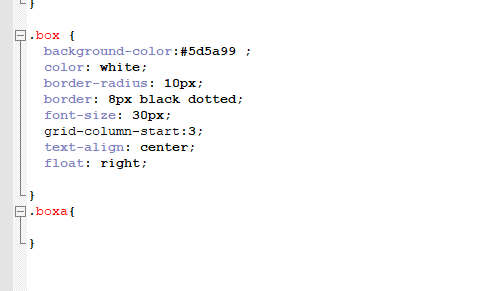 }
.box {
background-color:#5d5a99 ;
color: white;
border-radius: 10px;
border: 8px black dotted;
font-size: 30px;
grid-column-start:3;
text-align: center;
float: right;
}
.boxa{
}